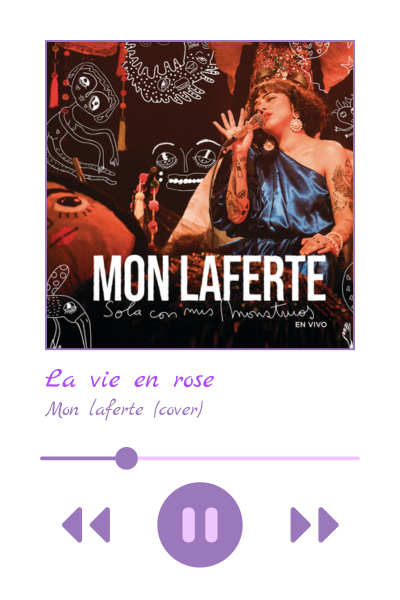 MON LAFERTE
Sola con mis monstruos
EN VIVO
La vie en rose
Mon laferte (cover)